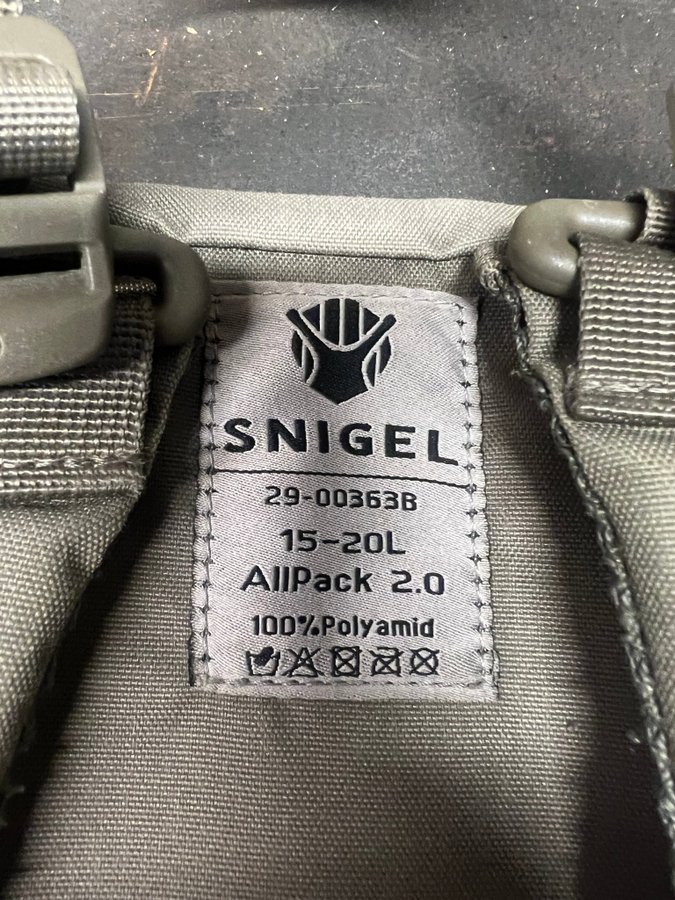 SNIGEL
29-00363B
15-20L
AllPack 2.0
100%Polyamid